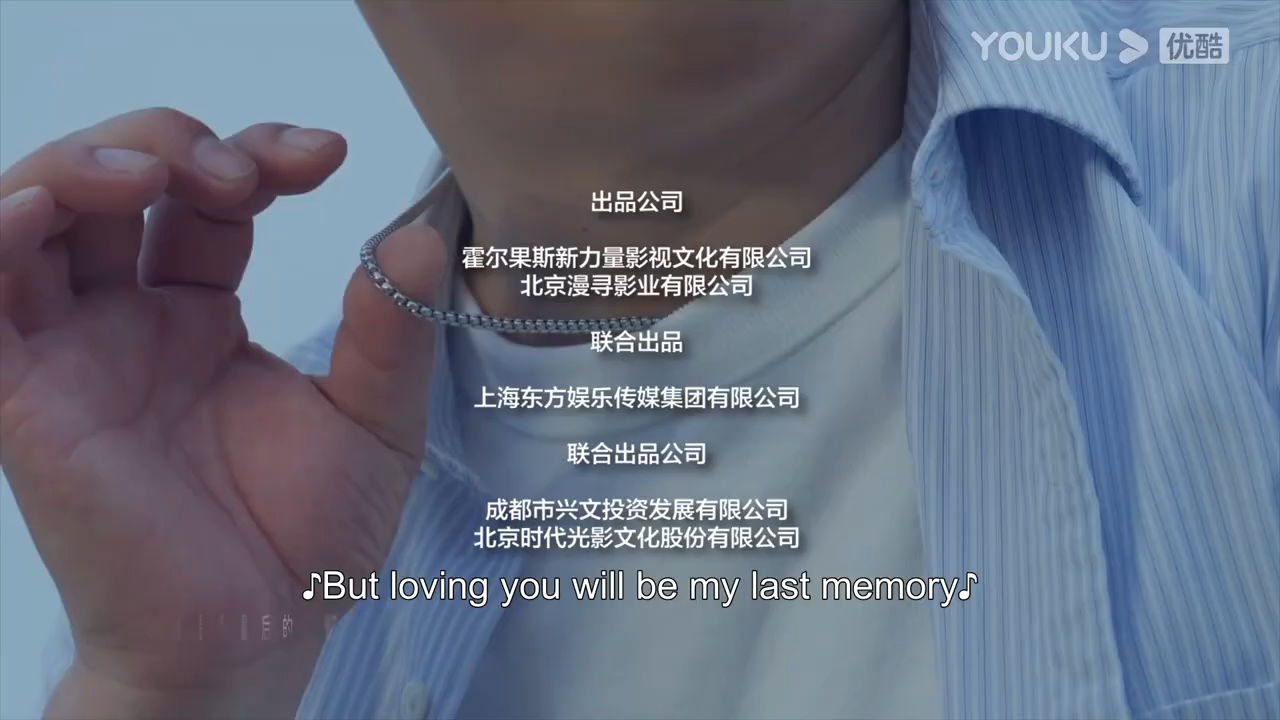 YOUKU 优酷
出品公司
霍尔果斯新力量影视文化有限公司
北京漫寻影业有限公司
联合出品
上海东方娱乐传媒集团有限公司
联合出品公司
成都市兴文投资发展有限公司
北京时代光影文化股份有限公司
♪But loving you will be my last memory♪
后的